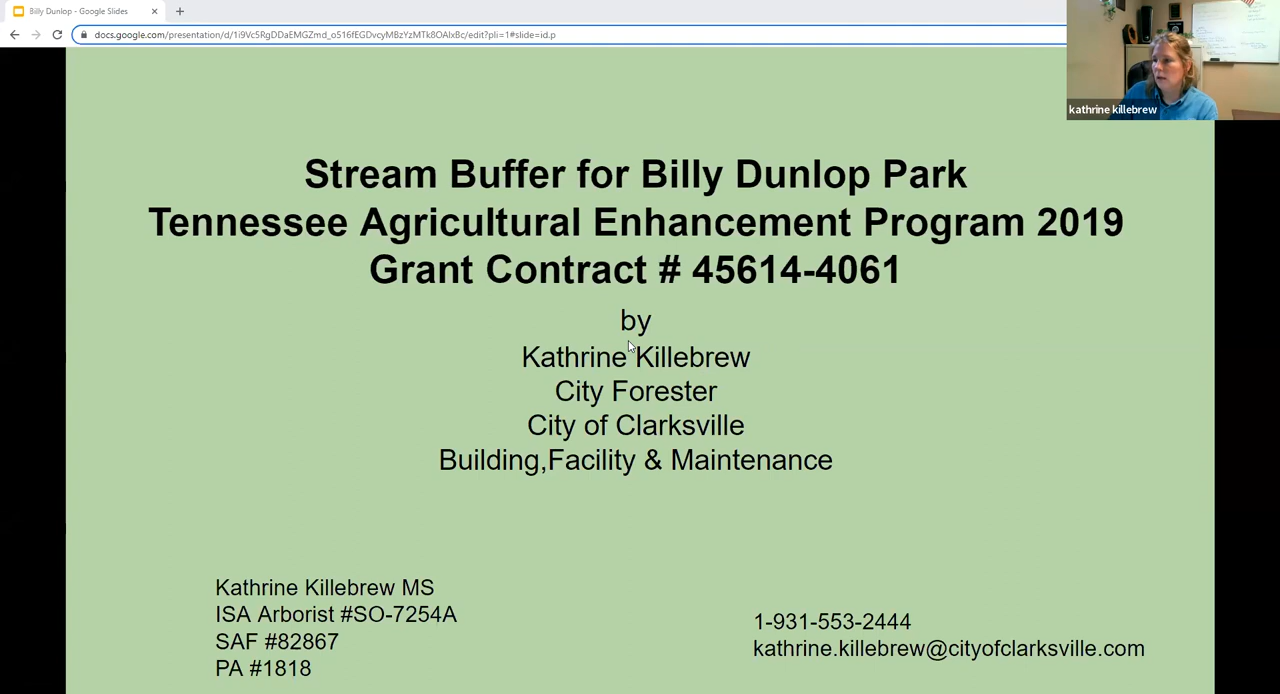 Billy Dunlop - Google Slides
docs.google.com/presentation/d/1i9Vc5RgDDaEMGZmd_o516fEGDvcyMBzYzMTk8OAlxBc/edit?pli=1#slide=id.p
kathrine killebrew
Stream Buffer for Billy Dunlop Park
Tennessee Agricultural Enhancement Program 2019
Grant Contract # 45614-4061
by
Kathrine Killebrew
City Forester
City of Clarksville
Building,Facility & Maintenance
Kathrine Killebrew MS
ISA Arborist #SO-7254A
SAF #82867
PA #1818
1-931-553-2444
kathrine.killebrew@cityofclarksville.com